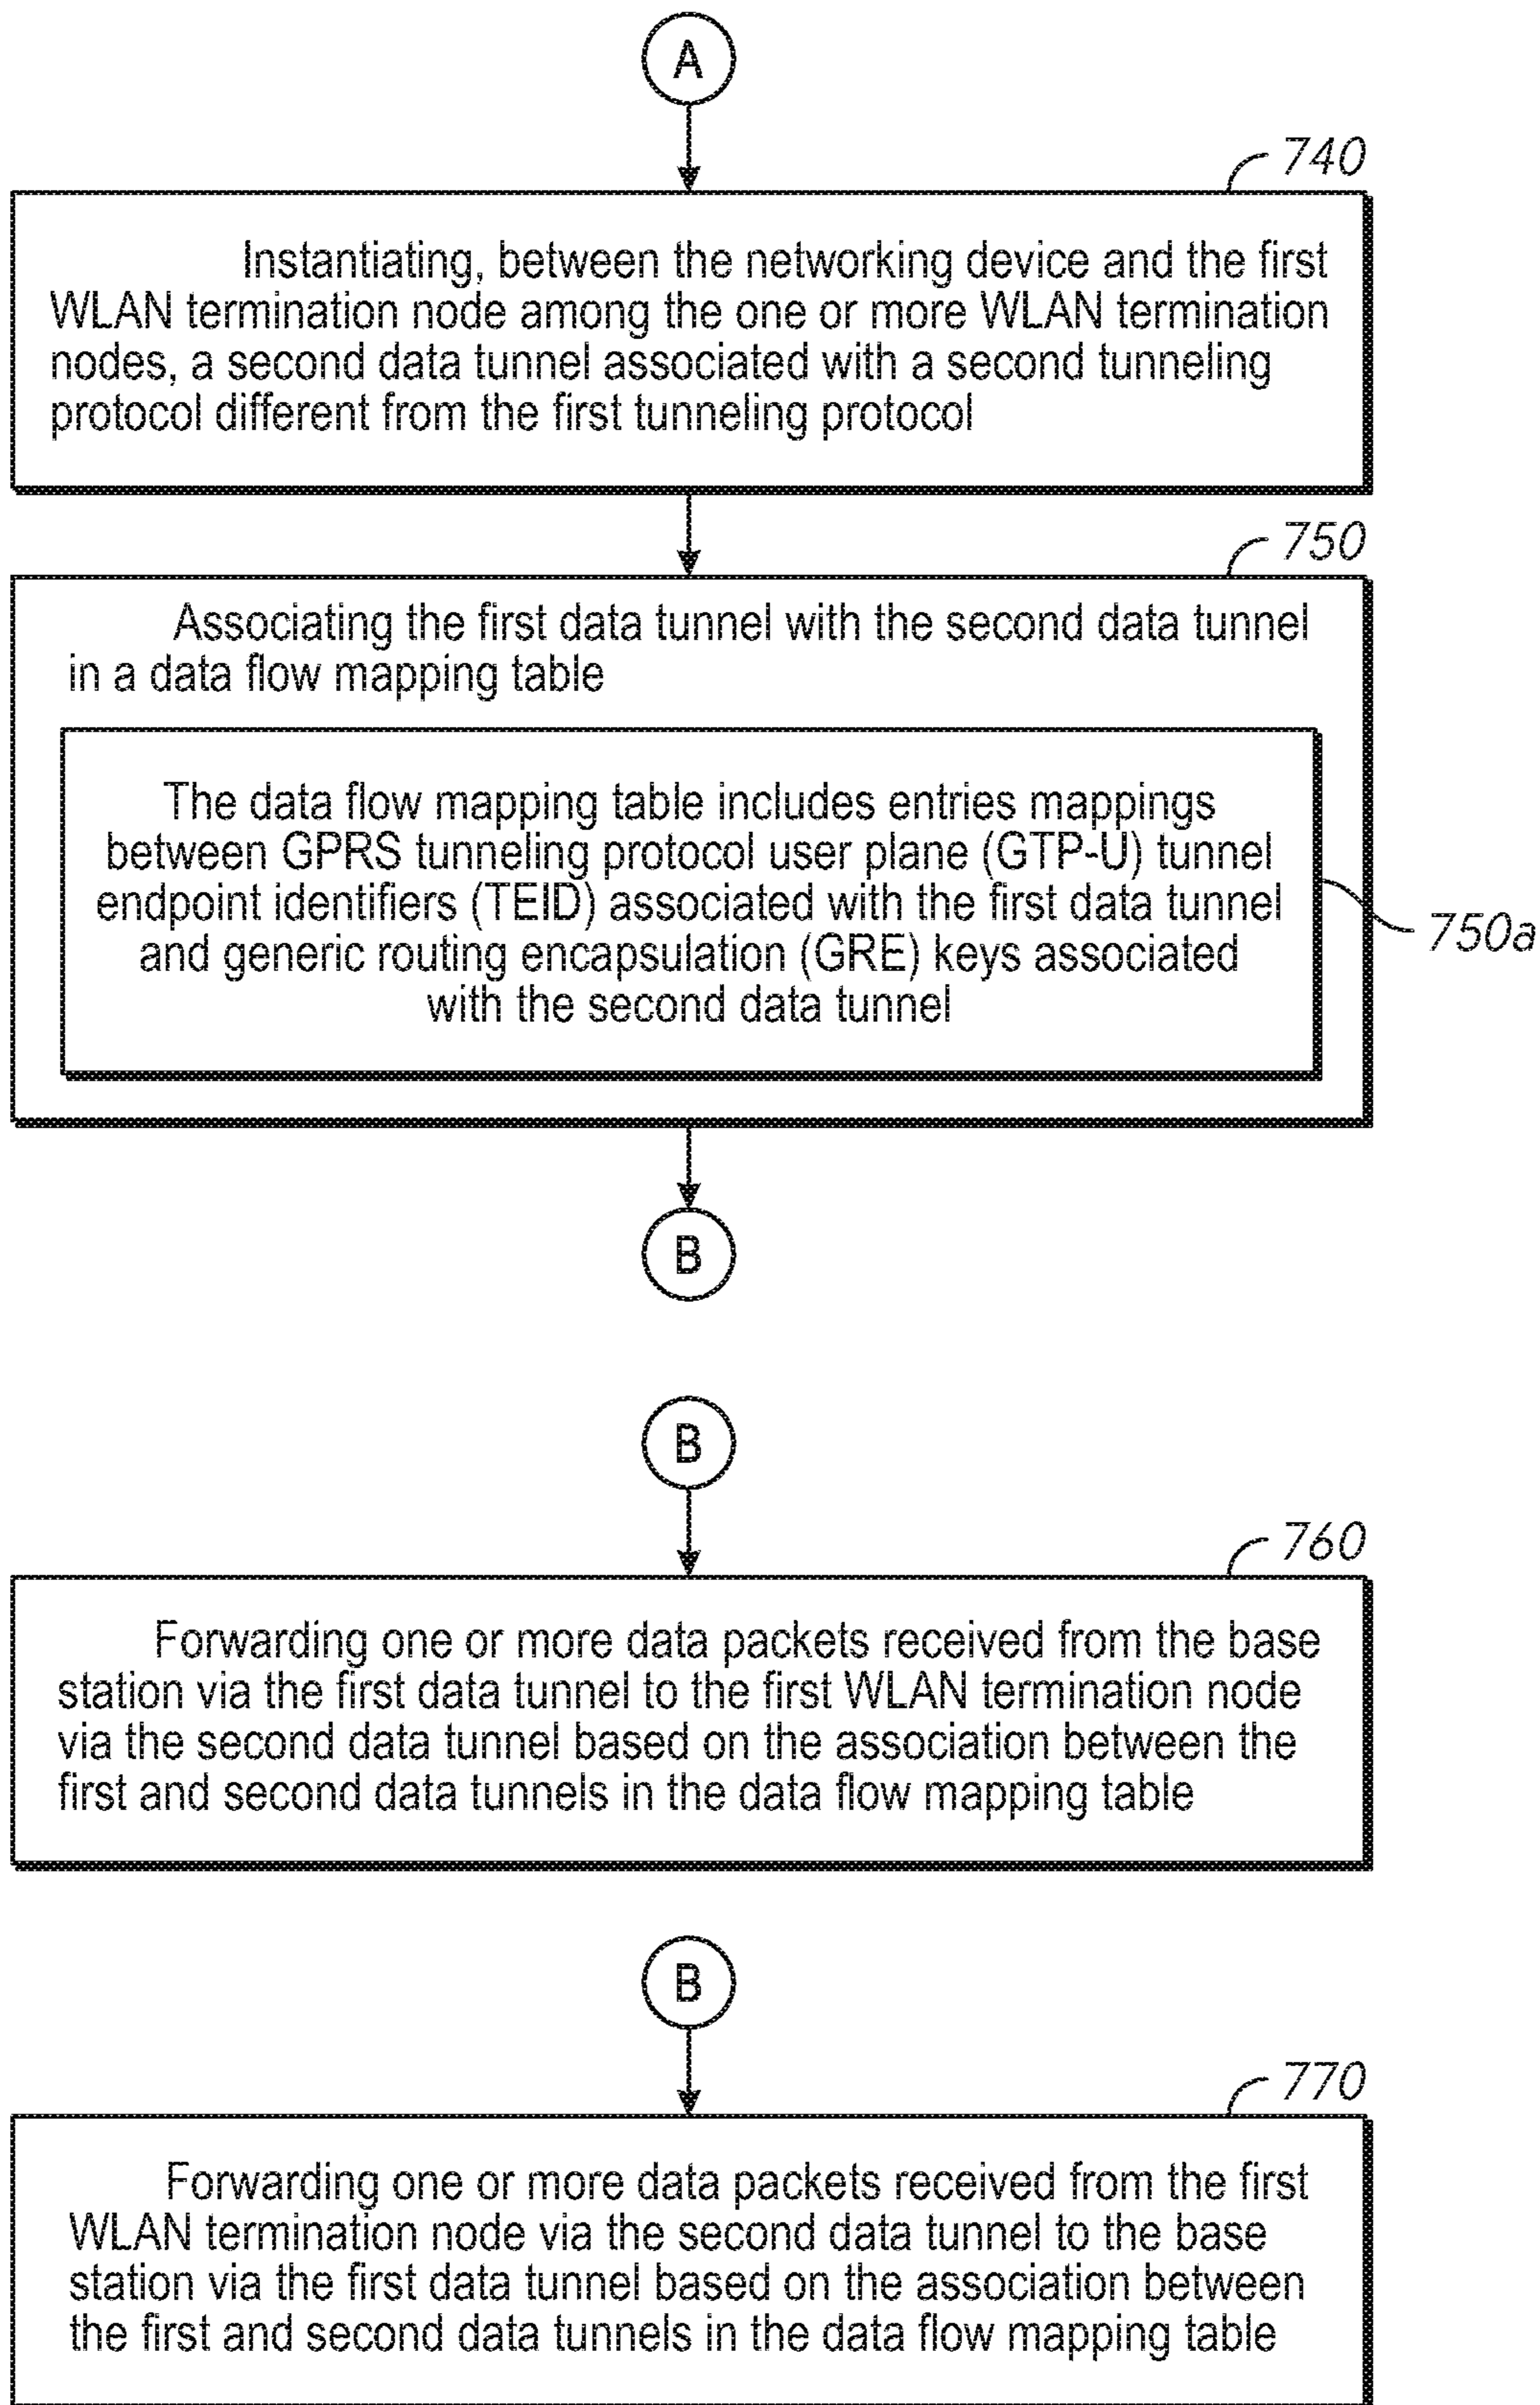 A
740
Instantiating, between the networking device and the first
WLAN termination node among the one or more WLAN termination
nodes, a second data tunnel associated with a second tunneling
protocol different from the first tunneling protocol
750
Associating the first data tunnel with the second data tunnel
in a data flow mapping table
The data flow mapping table includes entries mappings
between GPRS tunneling protocol user plane (GTP-U) tunnel
endpoint identifiers (TEID) associated with the first data tunnel
and generic routing encapsulation (GRE) keys associated
with the second data tunnel
750a
B
B
760
Forwarding one or more data packets received from the base
station via the first data tunnel to the first WLAN termination node
via the second data tunnel based on the association between the
first and second data tunnels in the data flow mapping table
B
770
Forwarding one or more data packets received from the first
WLAN termination node via the second data tunnel to the base
station via the first data tunnel based on the association between
the first and second data tunnels in the data flow mapping table